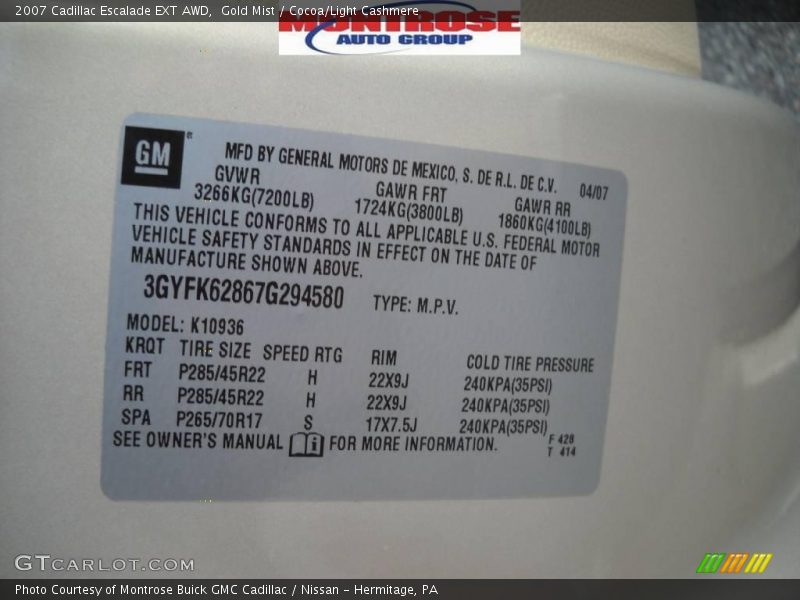 2007 Cadillac Escalade EXT AWD, Gold Mist / Cocoa/Light Cashmere
MONTROSE
AUTO GROUP
GM®
MFD BY GENERAL MOTORS DE MEXICO, S. DE R.L. DE C.V. 04/07
GVWR GAWR FRT GAWR RR
3266KG(7200LB) 1724KG(3800LB) 1860KG(4100LB)
THIS VEHICLE CONFORMS TO ALL APPLICABLE U.S. FEDERAL MOTOR
VEHICLE SAFETY STANDARDS IN EFFECT ON THE DATE OF
MANUFACTURE SHOWN ABOVE.
3GYFK62867G294580 TYPE: M.P.V.
MODEL: K10936
KRQT TIRE SIZE SPEED RTG RIM COLD TIRE PRESSURE
FRT P285/45R22 H 22X9J 240KPA(35PSI)
RR P285/45R22 H 22X9J 240KPA(35PSI)
SPA P265/70R17 S 17X7.5J 240KPA(35PSI)
SEE OWNER'S MANUAL i FOR MORE INFORMATION.
F 428
T 414
GTCARLOT.COM
Photo Courtesy of Montrose Buick GMC Cadillac / Nissan - Hermitage, PA